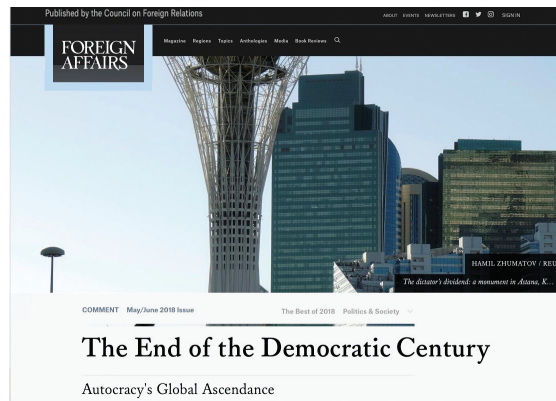 Published by the Council on Foreign Relations
ABOUT EVENTS NEWSLETTERS SIGN IN
FOREIGN
AFFAIRS
Magazine Regions Topics Anthologies Media Book Reviews
HAMIL ZHUMATOV / REU
The dictator's dividend: a monument in Astana, K...
COMMENT May/June 2018 Issue The Best of 2018 Politics & Society
The End of the Democratic Century
Autocracy's Global Ascendance